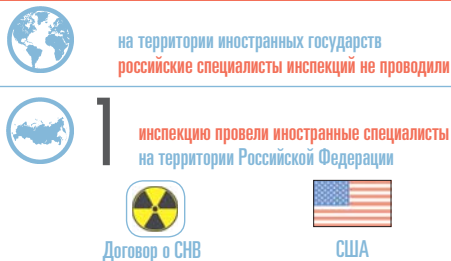 на территории иностранных государств
российские специалисты инспекций не проводили
1
инспекцию провели иностранные специалисты
на территории Российской Федерации
Договор о СНВ
США